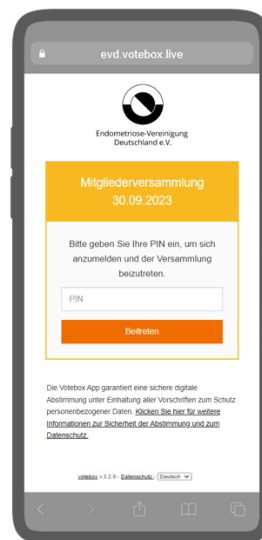 evd.votebox.live
Endometriose-Vereinigung
Deutschland e.V.
Mitgliederversammlung
30.09.2023
Bitte geben Sie Ihre PIN ein, um sich
anzumelden und der Versammlung
beizutreten.
PIN
Beitreten
Die Votebox App garantiert eine sichere digitale
Abstimmung unter Einhaltung aller Vorschriften zum Schutz
personenbezogener Daten. Klicken Sie hier für weitere
Informationen zur Sicherheit der Abstimmung und zum
Datenschutz.
votebox v 3.2.6 - Datenschutz - Deutsch